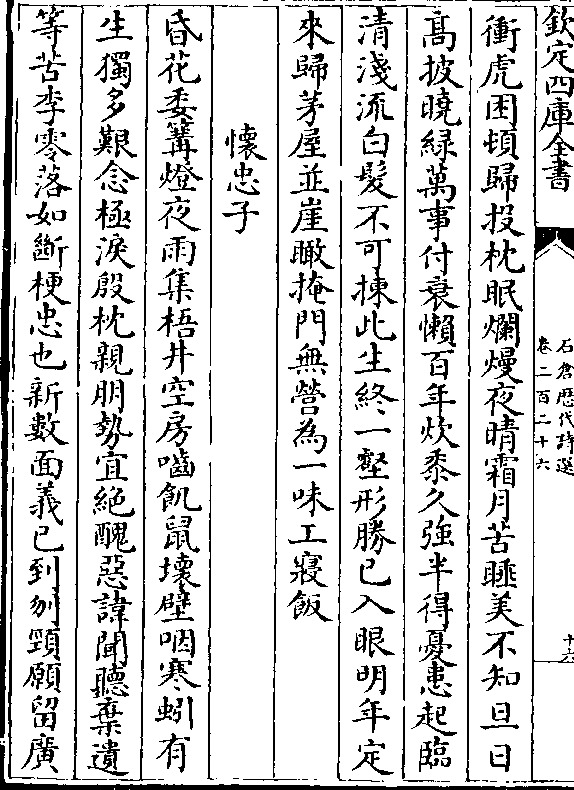 欽定四庫全書
石倉歷代詩選
卷二百二十六
十六
衝虎困頓歸投枕眠爛熳夜晴霜月苦睡美不知旦日
高披曉綠萬事付衰懶百年炊黍久強半得憂患起臨
清淺流白髮不可揀此生終一壑形勝已入眼明年定
來歸茅屋並崖瞰掩門無營為一味工寢飯
懷忠子
昏花委篝燈夜雨集梧井空房嚙飢鼠壞壁咽寒蚓有
生獨多艱念極淚殷枕親朋勢宜絕醜惡諱聞聽棄遺
等苦李零落如斷梗忠也新數面義已到刎頸願留廣